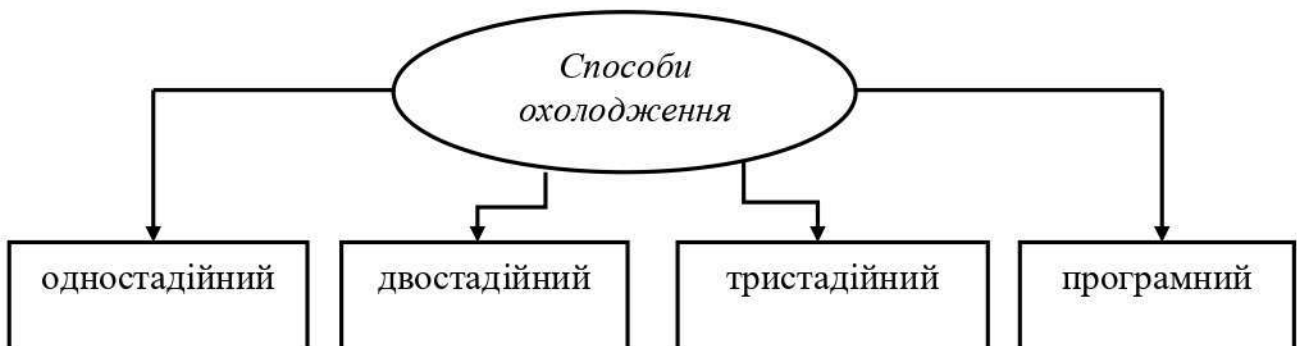 Способи
охолодження
одностадійний
двостадійний
тристадійний
програмний